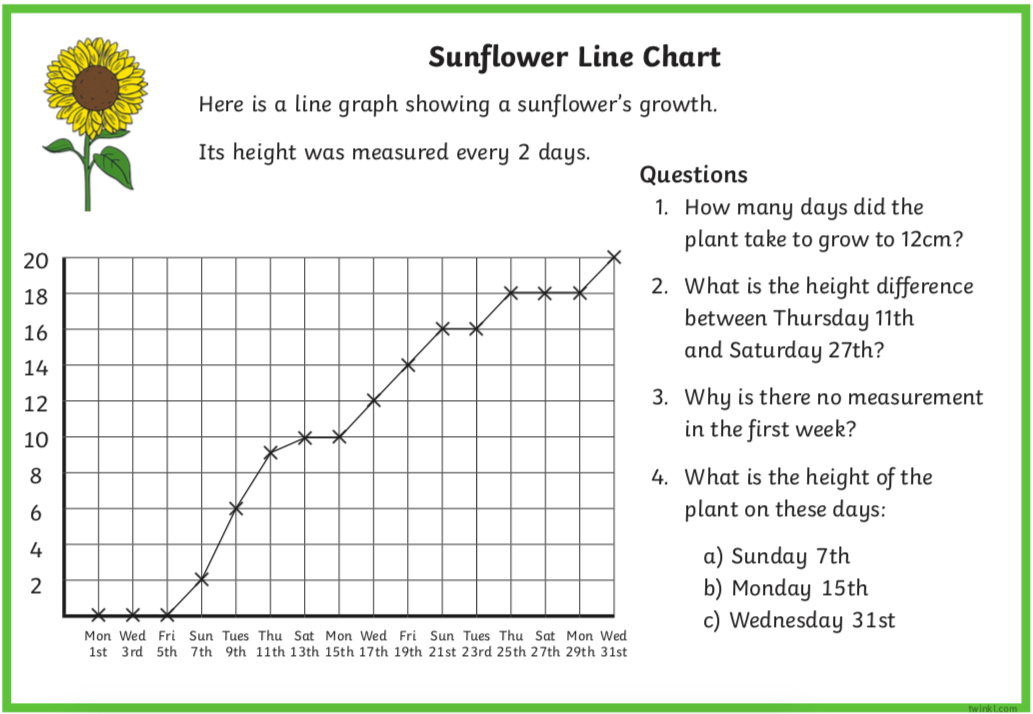 Sunflower Line Chart
Here is a line graph showing a sunflower's growth.
Its height was measured every 2 days.
Questions
1. How many days did the
plant take to grow to 12cm?
2. What is the height difference
between Thursday 11th
and Saturday 27th?
3. Why is there no measurement
in the first week?
4. What is the height of the
plant on these days:
a) Sunday 7th
b) Monday 15th
c) Wednesday 31st
20
18
16
14
12
10
8
6
4
2
Mon Wed Fri Sun Tues Thu Sat Mon Wed Fri Sun Tues Thu Sat Mon Wed
1st 3rd 5th 7th 9th 11th 13th 15th 17th 19th 21st 23rd 25th 27th 29th 31st
twinkl.com